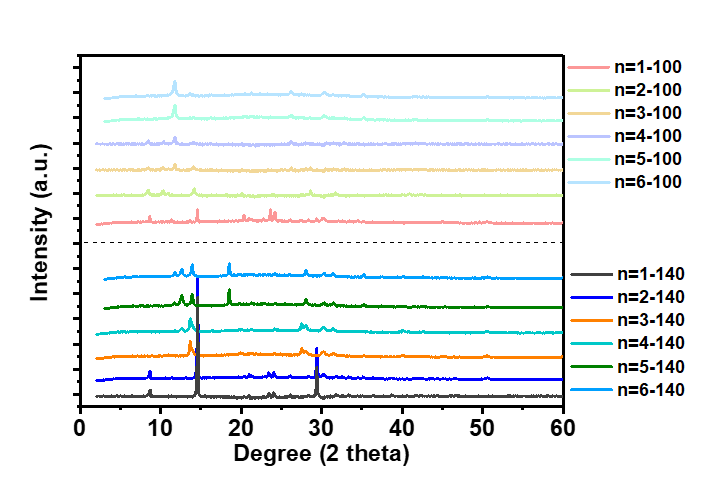 Intensity (a.u.)
n=1-100
n=2-100
n=3-100
n=4-100
n=5-100
n=6-100
n=1-140
n=2-140
n=3-140
n=4-140
n=5-140
n=6-140
0 10 20 30 40 50 60
Degree (2 theta)